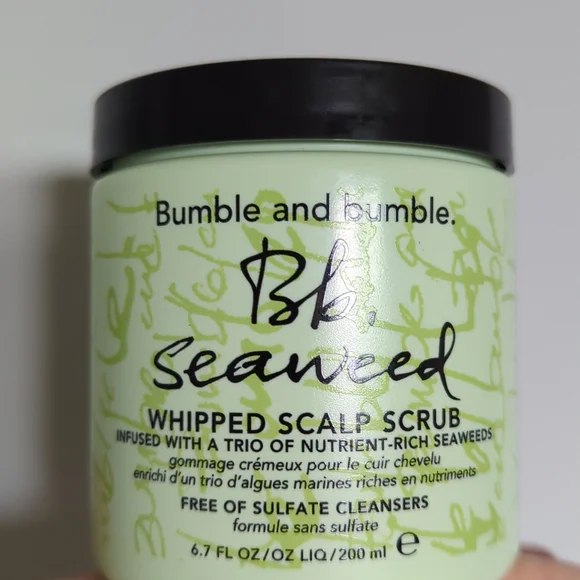 Bumble and bumble.
Bb.
seaweed
WHIPPED SCALP SCRUB
INFUSED WITH A TRIO OF NUTRIENT-RICH SEAWEEDS
gommage crémeux pour le cuir chevelu
enrichi d'un trio d'algues marines riches en nutriments
FREE OF SULFATE CLEANSERS
formule sans sulfate
6.7 FL OZ/OZ LIQ/200 ml e